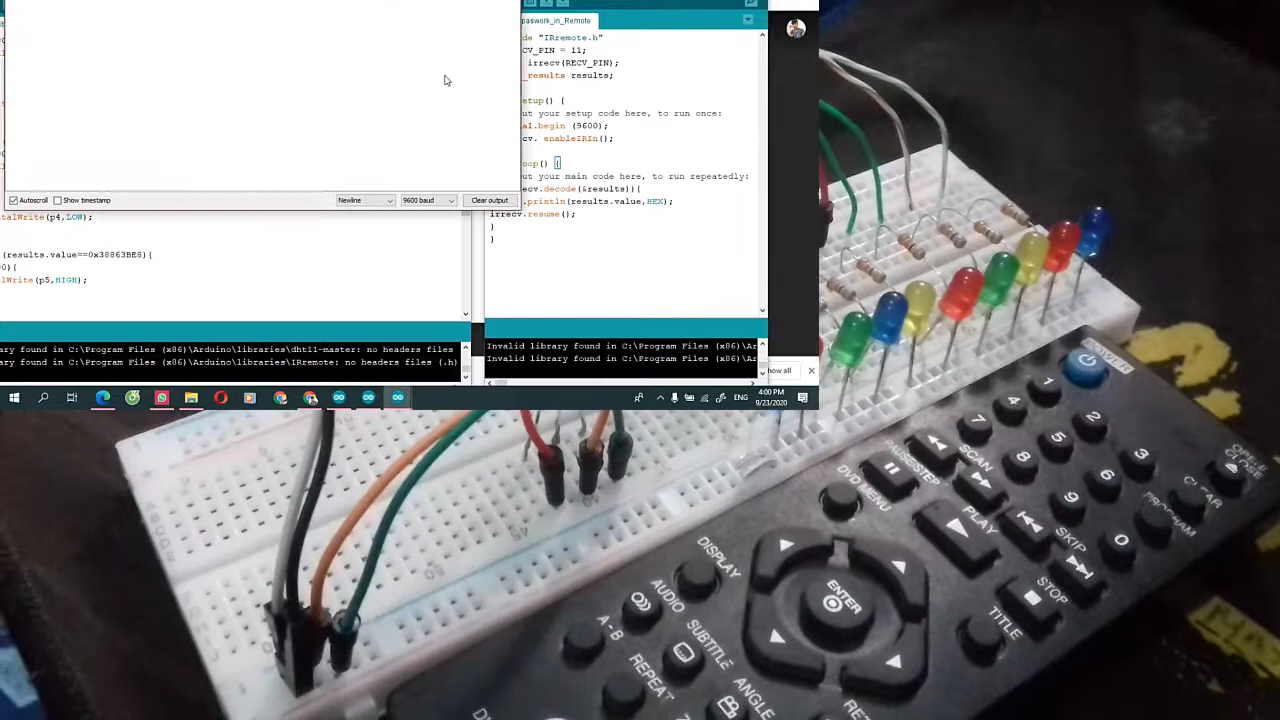 paswork_in_Remote
de "IRremote.h"
CV_PIN = 11;
irrecv(RECV_PIN);
_results results;
etup() {
ut your setup code here, to run once:
al.begin (9600);
cv. enableIRIn();
oop() {
ut your main code here, to run repeatedly:
ecv.decode(&results)){
.println(results.value,HEX);
irrecv.resume();
}
}
Autoscroll
Show timestamp
Newline
9600 baud
Clear output
talWrite(p4,LOW);
(results.value==0x38863BE8){
00){
talWrite(p5,HIGH);
ary found in C:\Program Files (x86)\Arduino\libraries\dht11-master: no headers files
ary found in C:\Program Files (x86)\Arduino\libraries\IRremote: no headers files (.h)
Invalid library found in C:\Program Files (x86)\Ar
Invalid library found in C:\Program Files (x86)\Ar
how all
ENG
4:00 PM
9/23/2020
POWER
1
2
3
4
5
6
7
8
9
0
OPEN/
CLOSE
CLEAR
PROGRAM
SCAN
PAUSE/STEP
DVD MENU
PLAY
SKIP
STOP
TITLE
DISPLAY
ENTER
AUDIO
A - B
SUBTITLE
REPEAT
ANGLE
RET